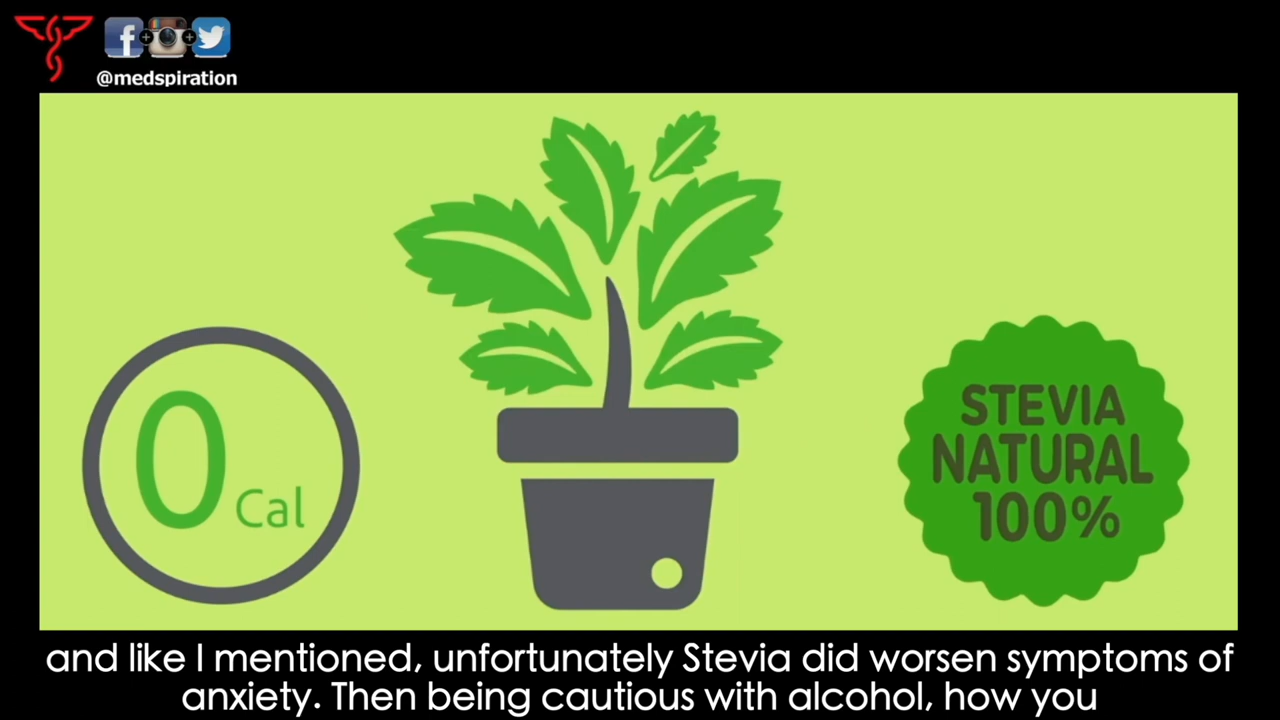 @medspiration
0 Cal
STEVIA
NATURAL
100%
and like I mentioned, unfortunately Stevia did worsen symptoms of
anxiety. Then being cautious with alcohol, how you